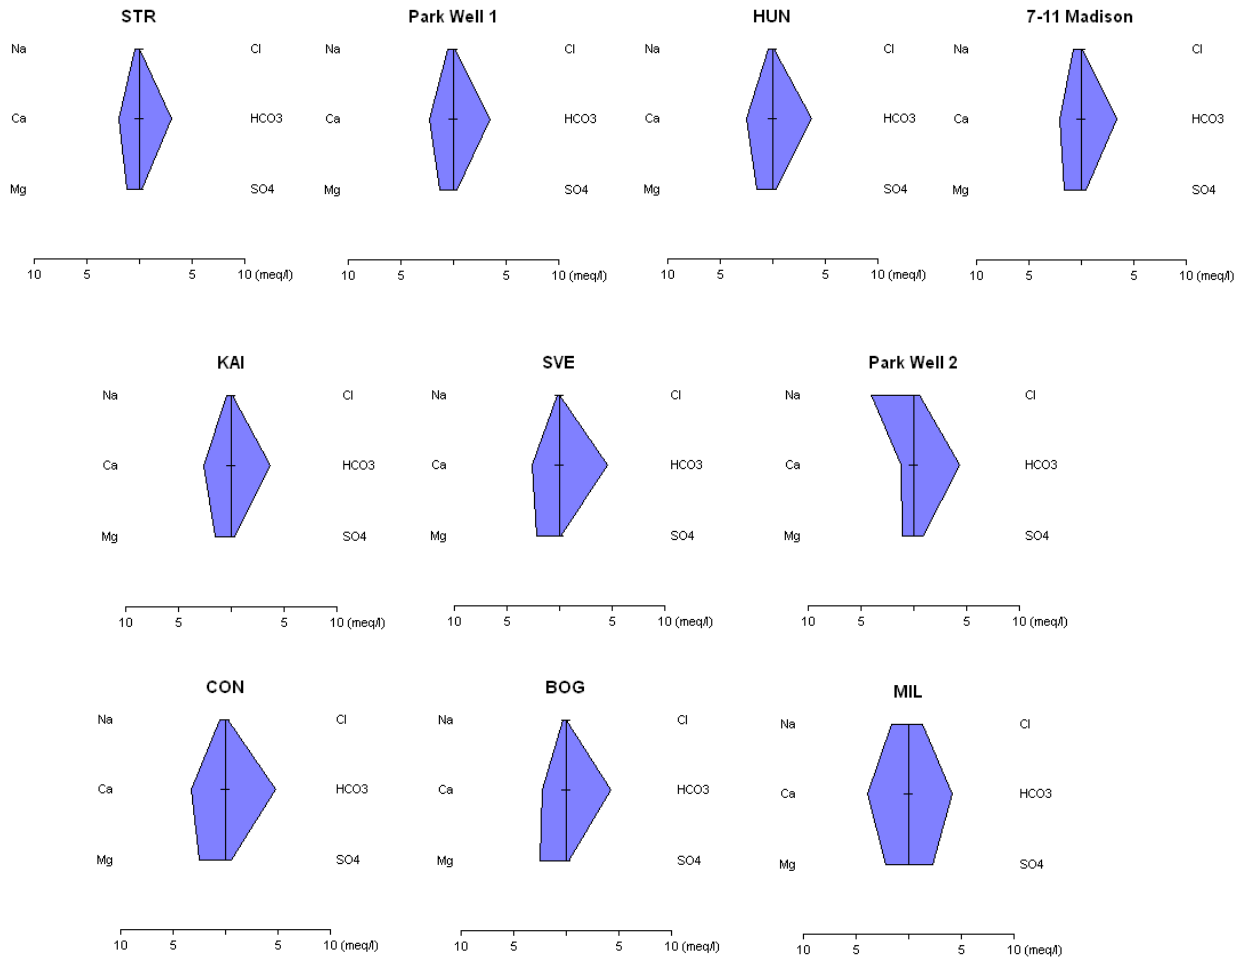 STR Park Well 1 HUN 7-11 Madison
Na Cl Na Cl Na Cl Na Cl
Ca HCO3 Ca HCO3 Ca HCO3 Ca HCO3
Mg SO4 Mg SO4 Mg SO4 Mg SO4
10 5 5 10 (meq/l) 10 5 5 10 (meq/l) 10 5 5 10 (meq/l) 10 5 5 10 (meq/l)
KAI SVE Park Well 2
Na Cl Na Cl Na Cl
Ca HCO3 Ca HCO3 Ca HCO3
Mg SO4 Mg SO4 Mg SO4
10 5 5 10 (meq/l) 10 5 5 10 (meq/l) 10 5 5 10 (meq/l)
CON BOG MIL
Na Cl Na Cl Na Cl
Ca HCO3 Ca HCO3 Ca HCO3
Mg SO4 Mg SO4 Mg SO4
10 5 5 10 (meq/l) 10 5 5 10 (meq/l) 10 5 5 10 (meq/l)